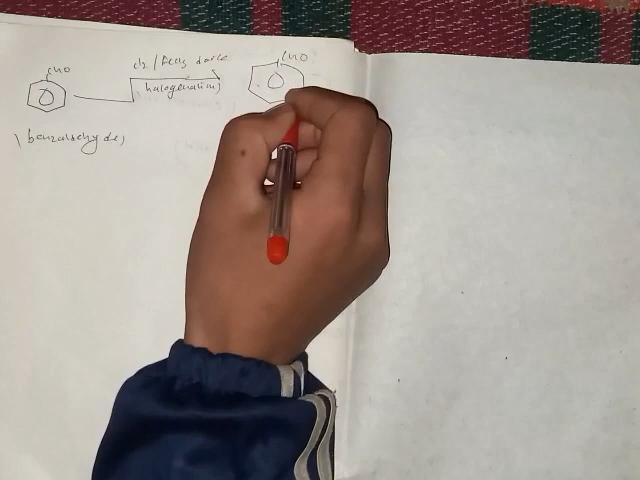 CHO
Cl2 / FeCl3 dark
(halogenation)
CHO
(benzaldehyde)